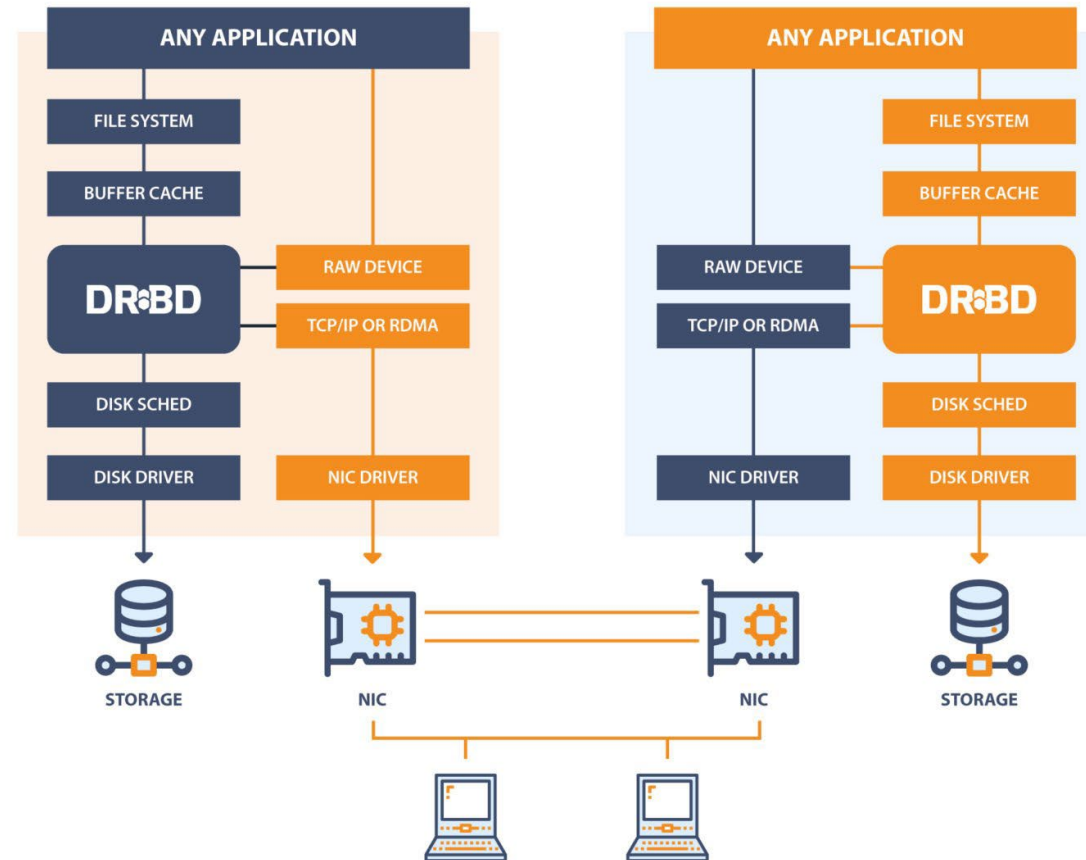 ANY APPLICATION
ANY APPLICATION
FILE SYSTEM
FILE SYSTEM
BUFFER CACHE
BUFFER CACHE
DRBD
RAW DEVICE
RAW DEVICE
DRBD
TCP/IP OR RDMA
TCP/IP OR RDMA
DISK SCHED
DISK SCHED
DISK DRIVER
NIC DRIVER
NIC DRIVER
DISK DRIVER
STORAGE
NIC
NIC
STORAGE